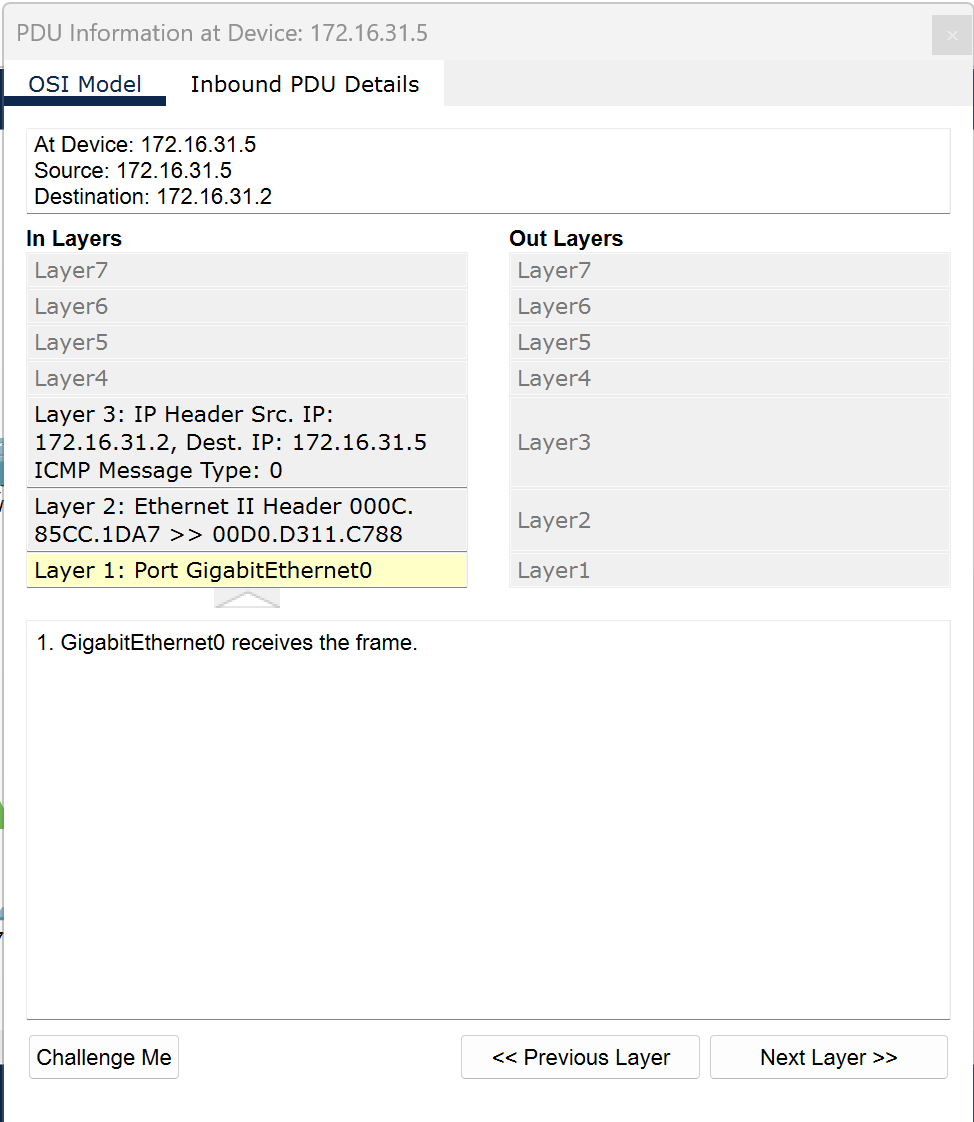 PDU Information at Device: 172.16.31.5
×
OSI Model
Inbound PDU Details
At Device: 172.16.31.5
Source: 172.16.31.5
Destination: 172.16.31.2
In Layers
Layer7
Layer6
Layer5
Layer4
Layer 3: IP Header Src. IP:
172.16.31.2, Dest. IP: 172.16.31.5
ICMP Message Type: 0
Layer 2: Ethernet II Header 000C.
85CC.1DA7 >> 00D0.D311.C788
Layer 1: Port GigabitEthernet0
Out Layers
Layer7
Layer6
Layer5
Layer4
Layer3
Layer2
Layer1
1. GigabitEthernet0 receives the frame.
Challenge Me
<< Previous Layer
Next Layer >>